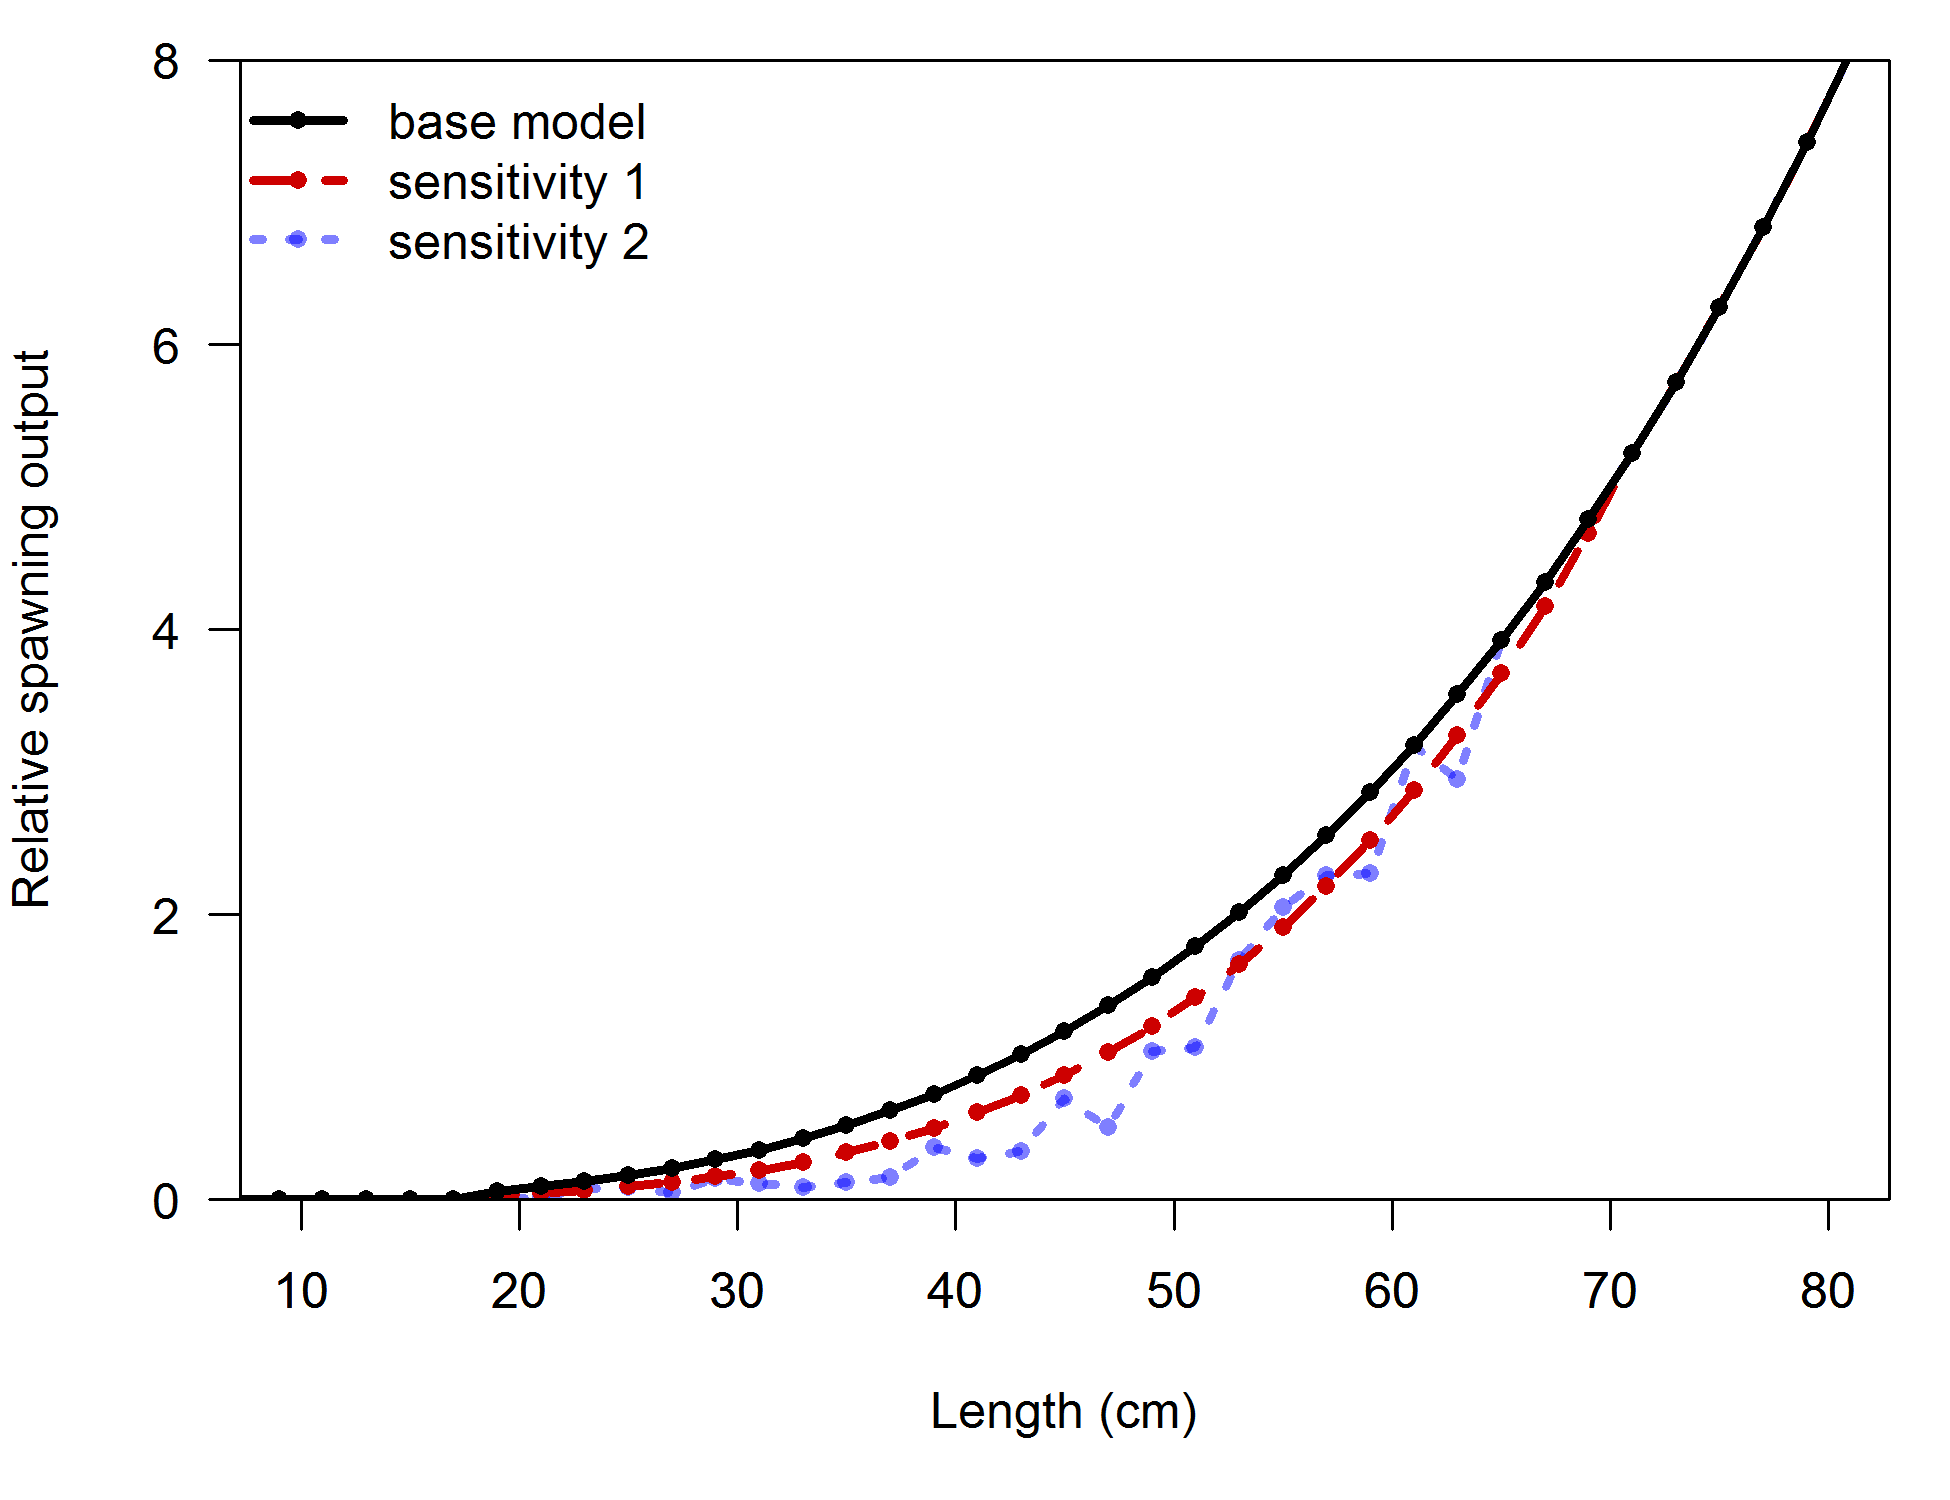 8
6
4
2
0
Relative spawning output
base model
sensitivity 1
sensitivity 2
10 20 30 40 50 60 70 80
Length (cm)